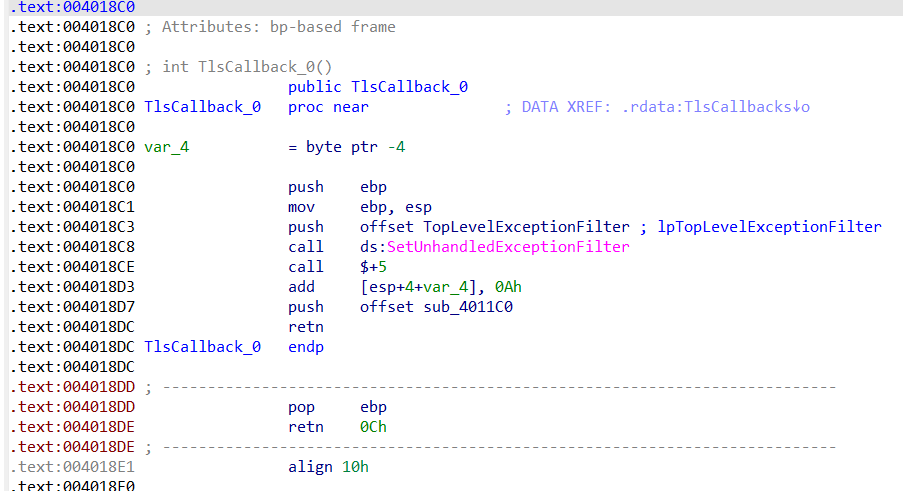 .text:004018C0
.text:004018C0 ; Attributes: bp-based frame
.text:004018C0
.text:004018C0 ; int TlsCallback_0()
.text:004018C0                 public TlsCallback_0
.text:004018C0 TlsCallback_0   proc near               ; DATA XREF: .rdata:TlsCallbacks↓o
.text:004018C0
.text:004018C0 var_4           = byte ptr -4
.text:004018C0
.text:004018C0                 push    ebp
.text:004018C1                 mov     ebp, esp
.text:004018C3                 push    offset TopLevelExceptionFilter ; lpTopLevelExceptionFilter
.text:004018C8                 call    ds:SetUnhandledExceptionFilter
.text:004018CE                 call    $+5
.text:004018D3                 add     [esp+4+var_4], 0Ah
.text:004018D7                 push    offset sub_4011C0
.text:004018DC                 retn
.text:004018DC TlsCallback_0   endp
.text:004018DC
.text:004018DD ; ---------------------------------------------------------------------------
.text:004018DD                 pop     ebp
.text:004018DE                 retn    0Ch
.text:004018DE ; ---------------------------------------------------------------------------
.text:004018E1                 align 10h
.text:004018F0